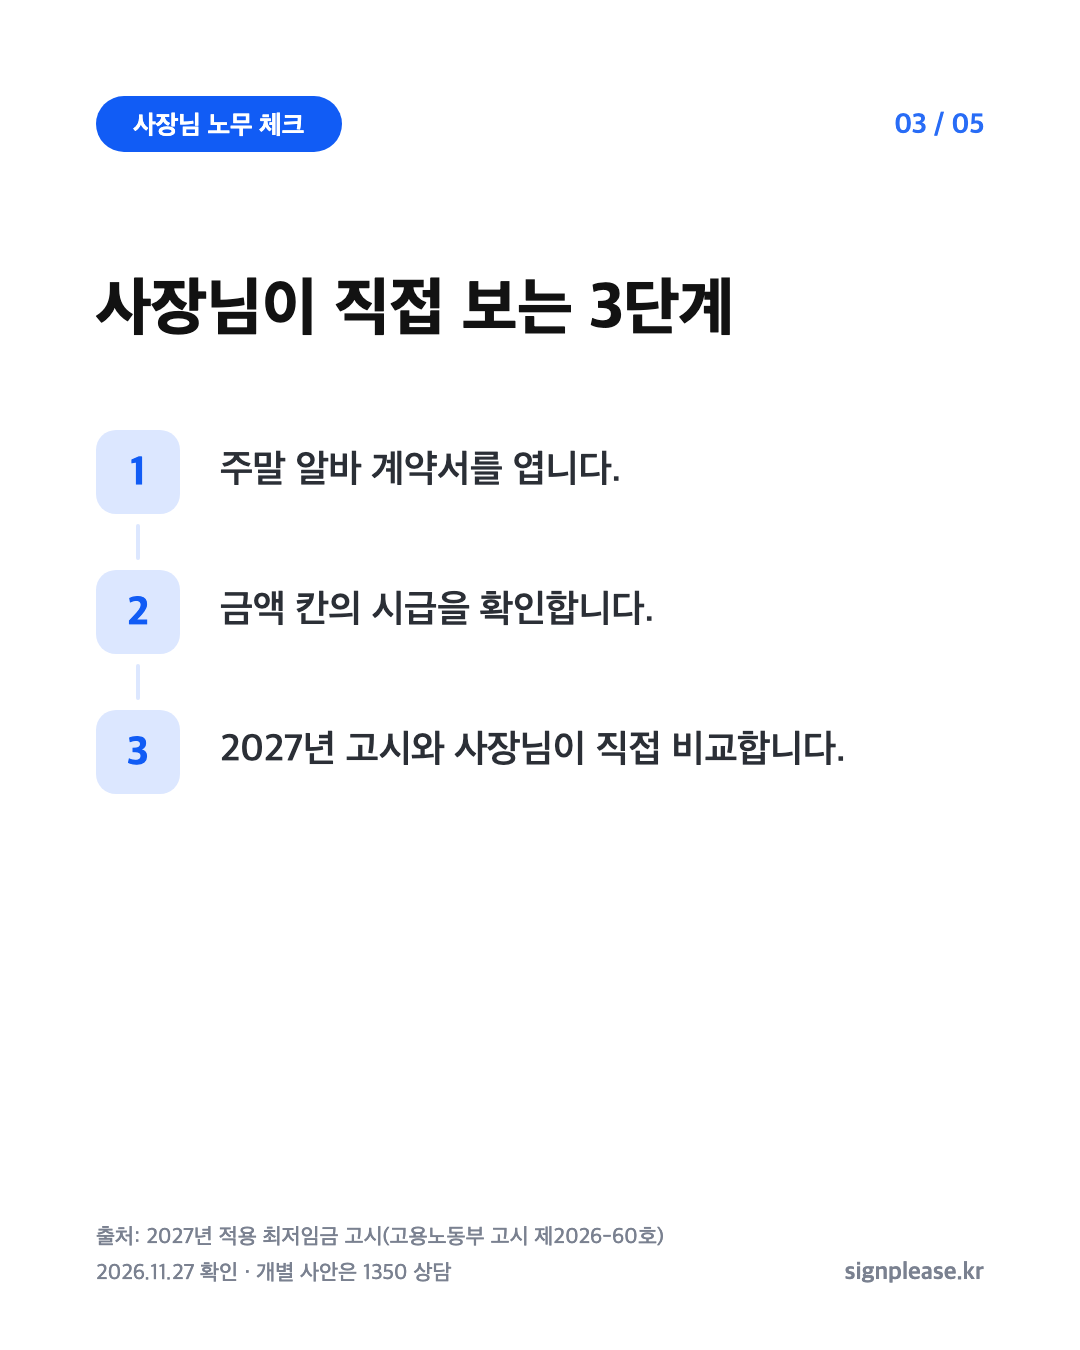 사장님 노무 체크
03 / 05
사장님이 직접 보는 3단계
1
주말 알바 계약서를 엽니다.
2
금액 칸의 시급을 확인합니다.
3
2027년 고시와 사장님이 직접 비교합니다.
출처: 2027년 적용 최저임금 고시(고용노동부 고시 제2026-60호)
2026.11.27 확인 · 개별 사안은 1350 상담
signplease.kr